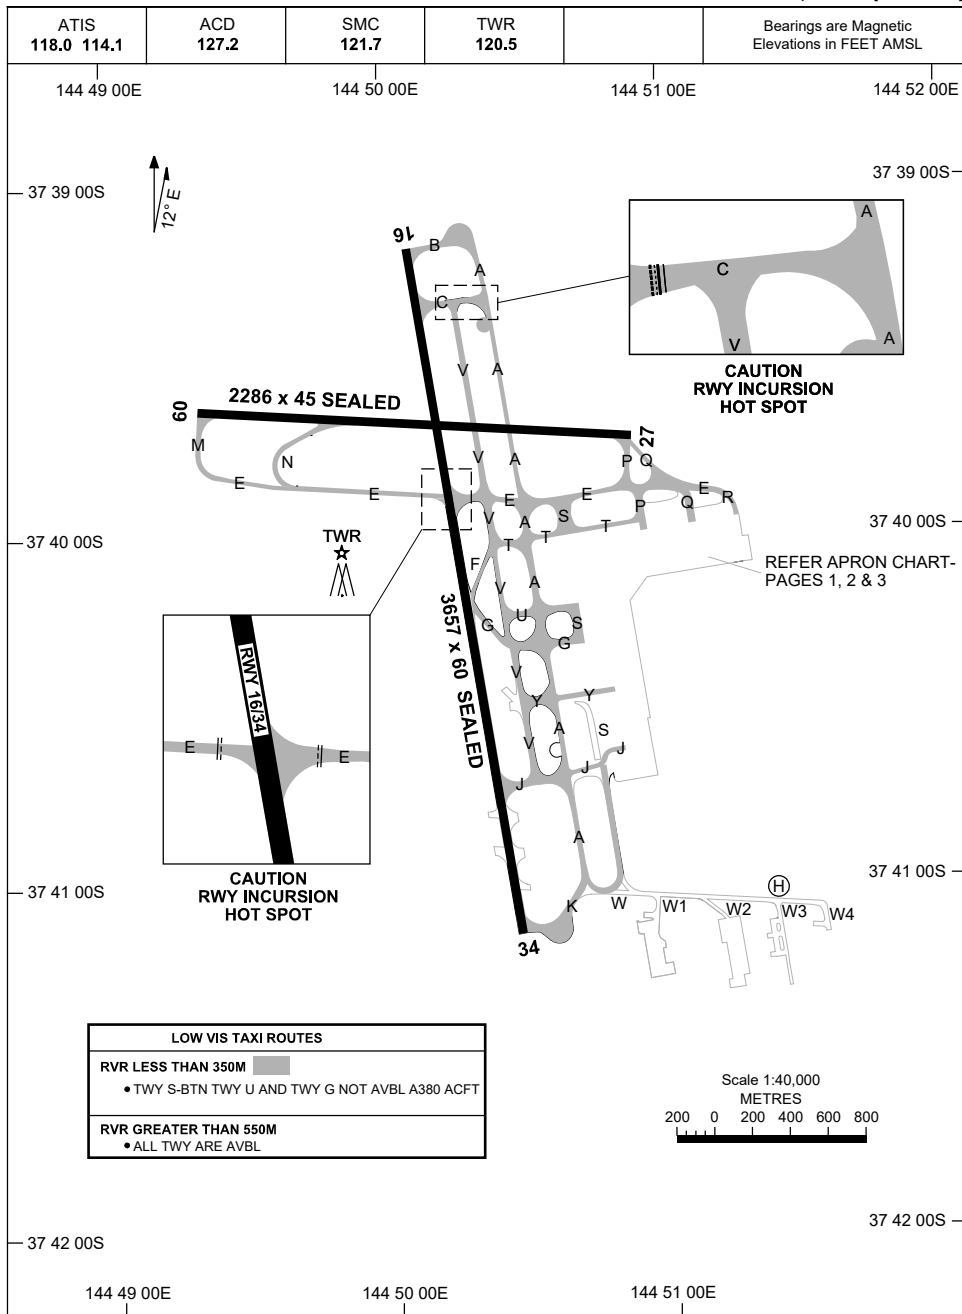 ATIS
118.0 114.1
ACD
127.2
SMC
121.7
TWR
120.5
Bearings are Magnetic
Elevations in FEET AMSL
144 49 00E
144 50 00E
144 51 00E
144 52 00E
37 39 00S
37 39 00S
12° E
16
B
A
C
A
C
V
A
CAUTION
RWY INCURSION
HOT SPOT
V
A
2286 x 45 SEALED
09
27
M
N
V
A
P
Q
E
E
E
E
E
R
V
A
S
T
P
Q
37 40 00S
37 40 00S
TWR
T
T
F
V
A
REFER APRON CHART-
PAGES 1, 2 & 3
U
G
S
G
3657 x 60 SEALED
RWY 16/34
E
E
CAUTION
RWY INCURSION
HOT SPOT
V
Y
Y
A
S
V
J
J
J
A
37 41 00S
37 41 00S
H
K
W
W1
W2
W3
W4
34
LOW VIS TAXI ROUTES
RVR LESS THAN 350M
• TWY S-BTN TWY U AND TWY G NOT AVBL A380 ACFT
RVR GREATER THAN 550M
• ALL TWY ARE AVBL
Scale 1:40,000
METRES
200 0 200 400 600 800
37 42 00S
37 42 00S
144 49 00E
144 50 00E
144 51 00E